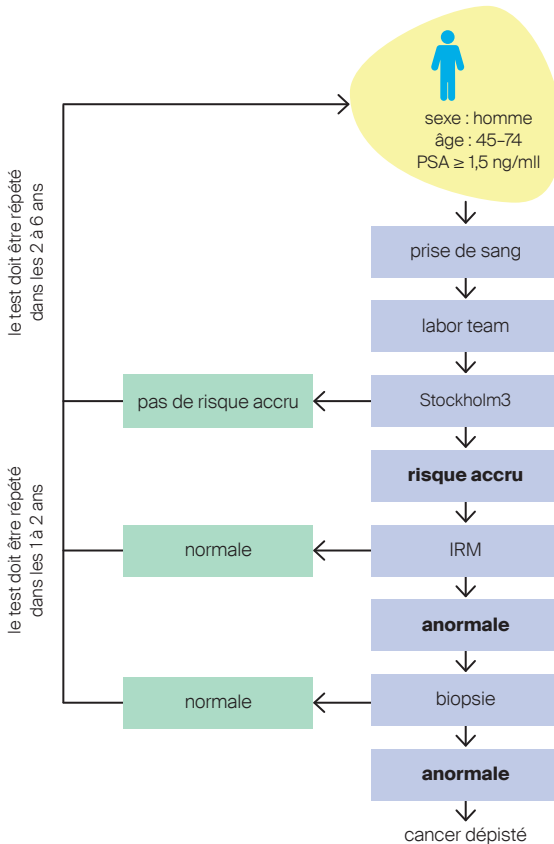 sexe : homme
âge : 45–74
PSA ≥ 1,5 ng/mll
prise de sang
labor team
Stockholm3
pas de risque accru
risque accru
IRM
normale
anormale
biopsie
normale
anormale
cancer dépisté
le test doit être répété
dans les 2 à 6 ans
le test doit être répété
dans les 1 à 2 ans